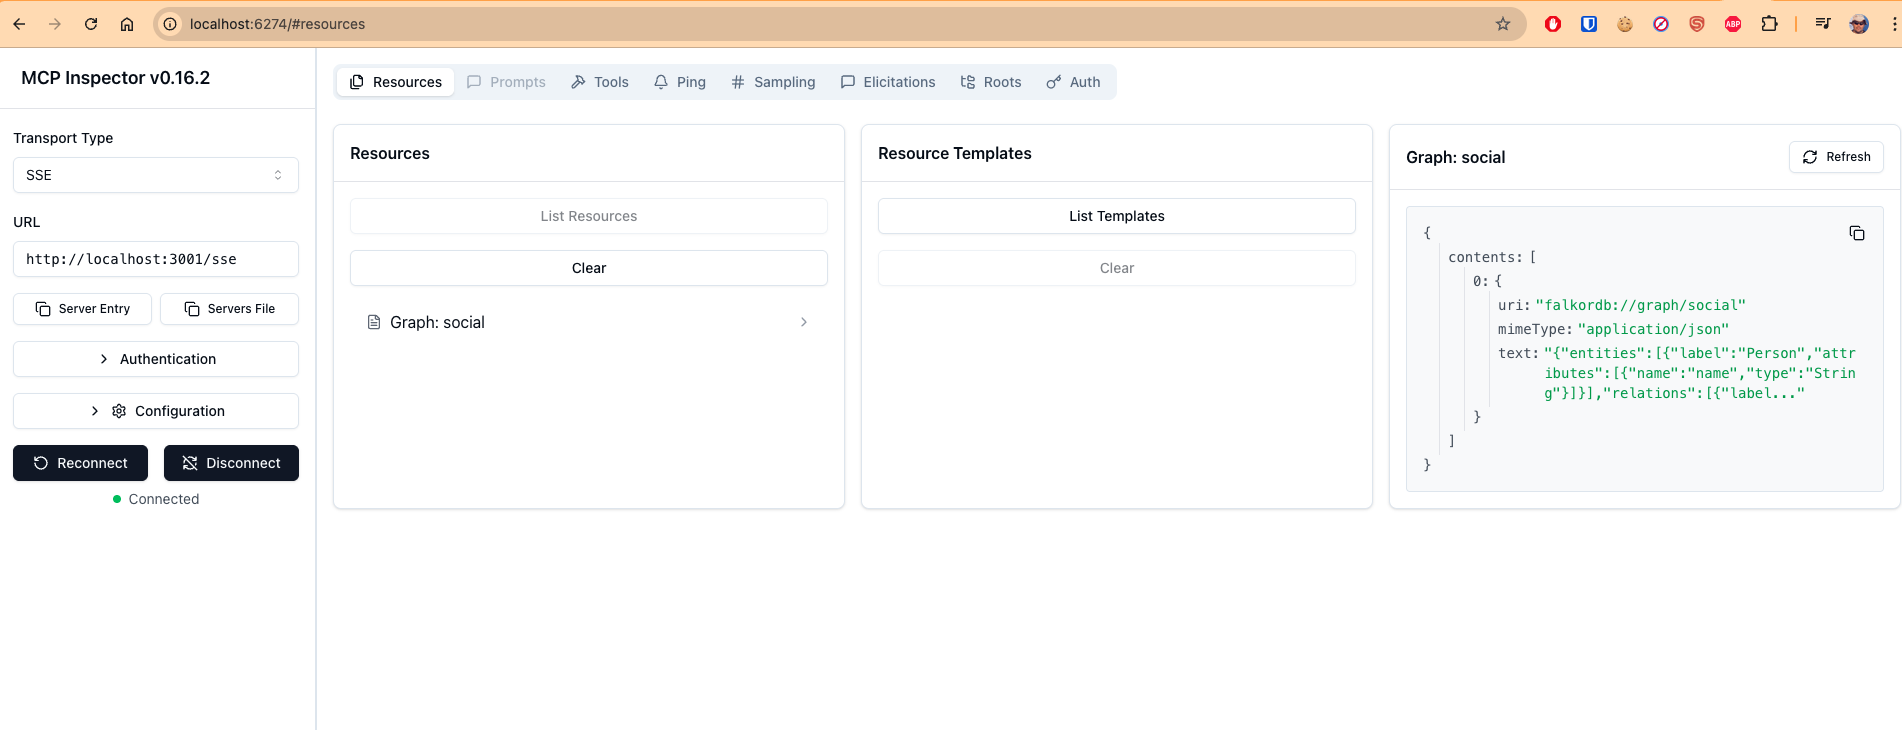 localhost:6274/#resources
ABP
MCP Inspector v0.16.2
Transport Type
SSE
URL
http://localhost:3001/sse
Server Entry
Servers File
Authentication
Configuration
Reconnect
Disconnect
Connected
Resources
Prompts
Tools
Ping
Sampling
Elicitations
Roots
Auth
Resources
List Resources
Clear
Graph: social
Resource Templates
List Templates
Clear
Graph: social
Refresh
{
contents: [
0: {
uri: "falkordb://graph/social"
mimeType: "application/json"
text: "{"entities":[{"label":"Person","attr
ibutes":[{"name":"name","type":"Strin
g"}]}],"relations":[{"label..."
}
]
}